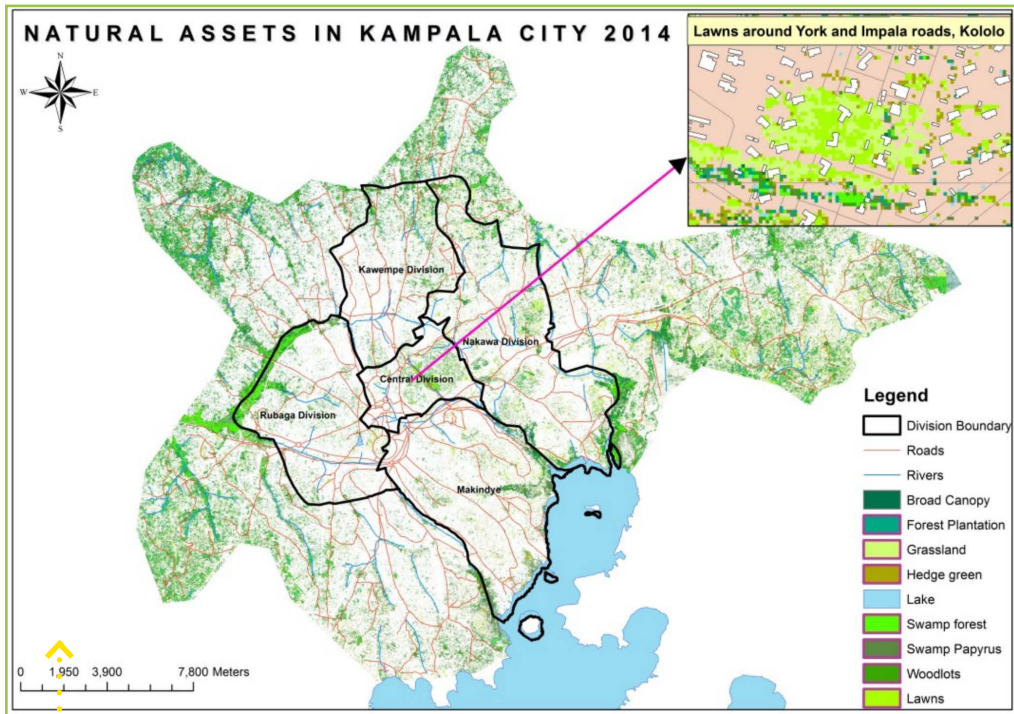 NATURAL ASSETS IN KAMPALA CITY 2014
Lawns around York and Impala roads, Kololo
N
W E
S
Kawempe Division
Nakawa Division
Central Division
Rubaga Division
Makindye
Legend
Division Boundary
Roads
Rivers
Broad Canopy
Forest Plantation
Grassland
Hedge green
Lake
Swamp forest
Swamp Papyrus
Woodlots
Lawns
0 1,950 3,900 7,800 Meters